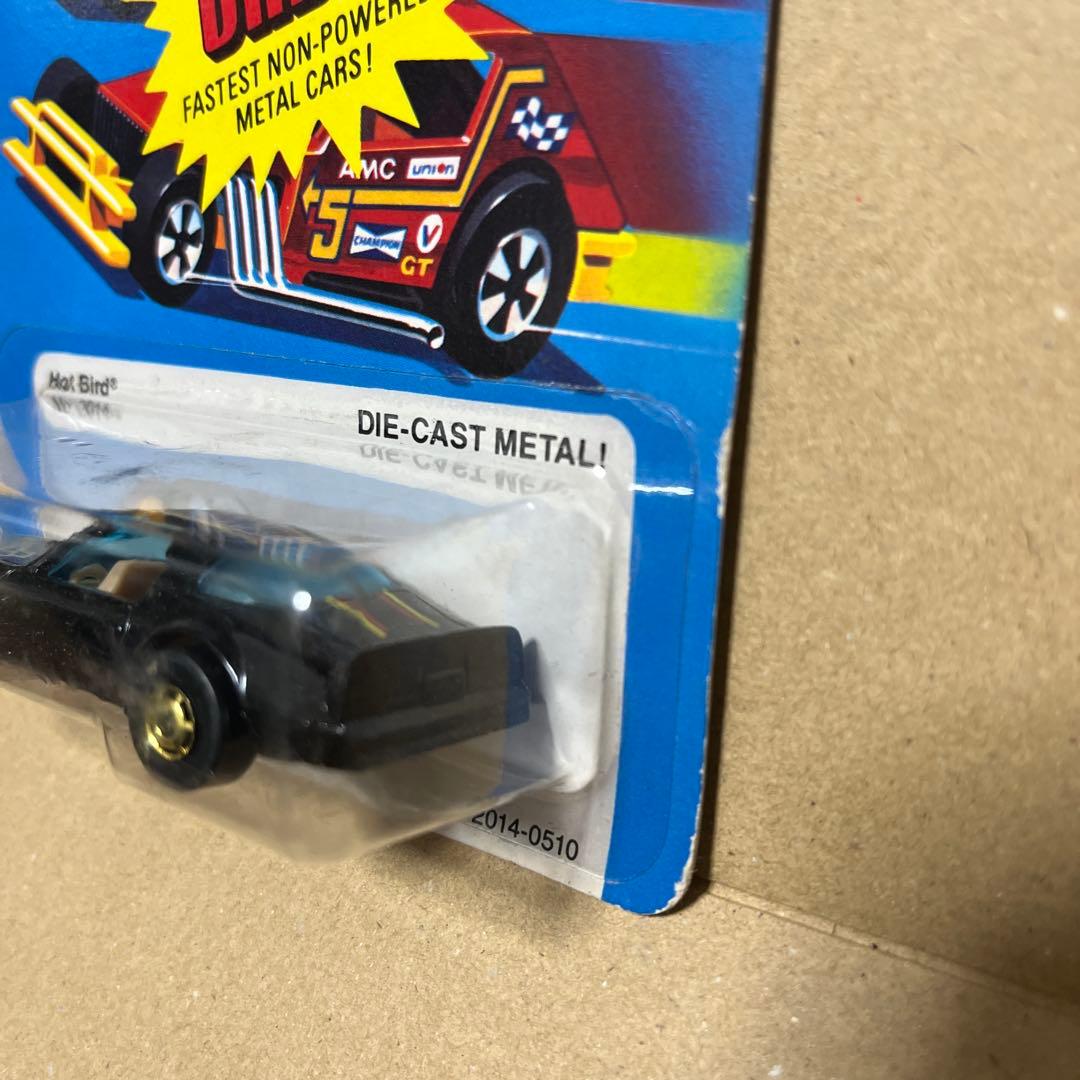 FASTEST NON-POWERED
METAL CARS!
AMC union
5 CHAMPION V
GT
Hot Bird®
DIE-CAST METAL!
2014-0510